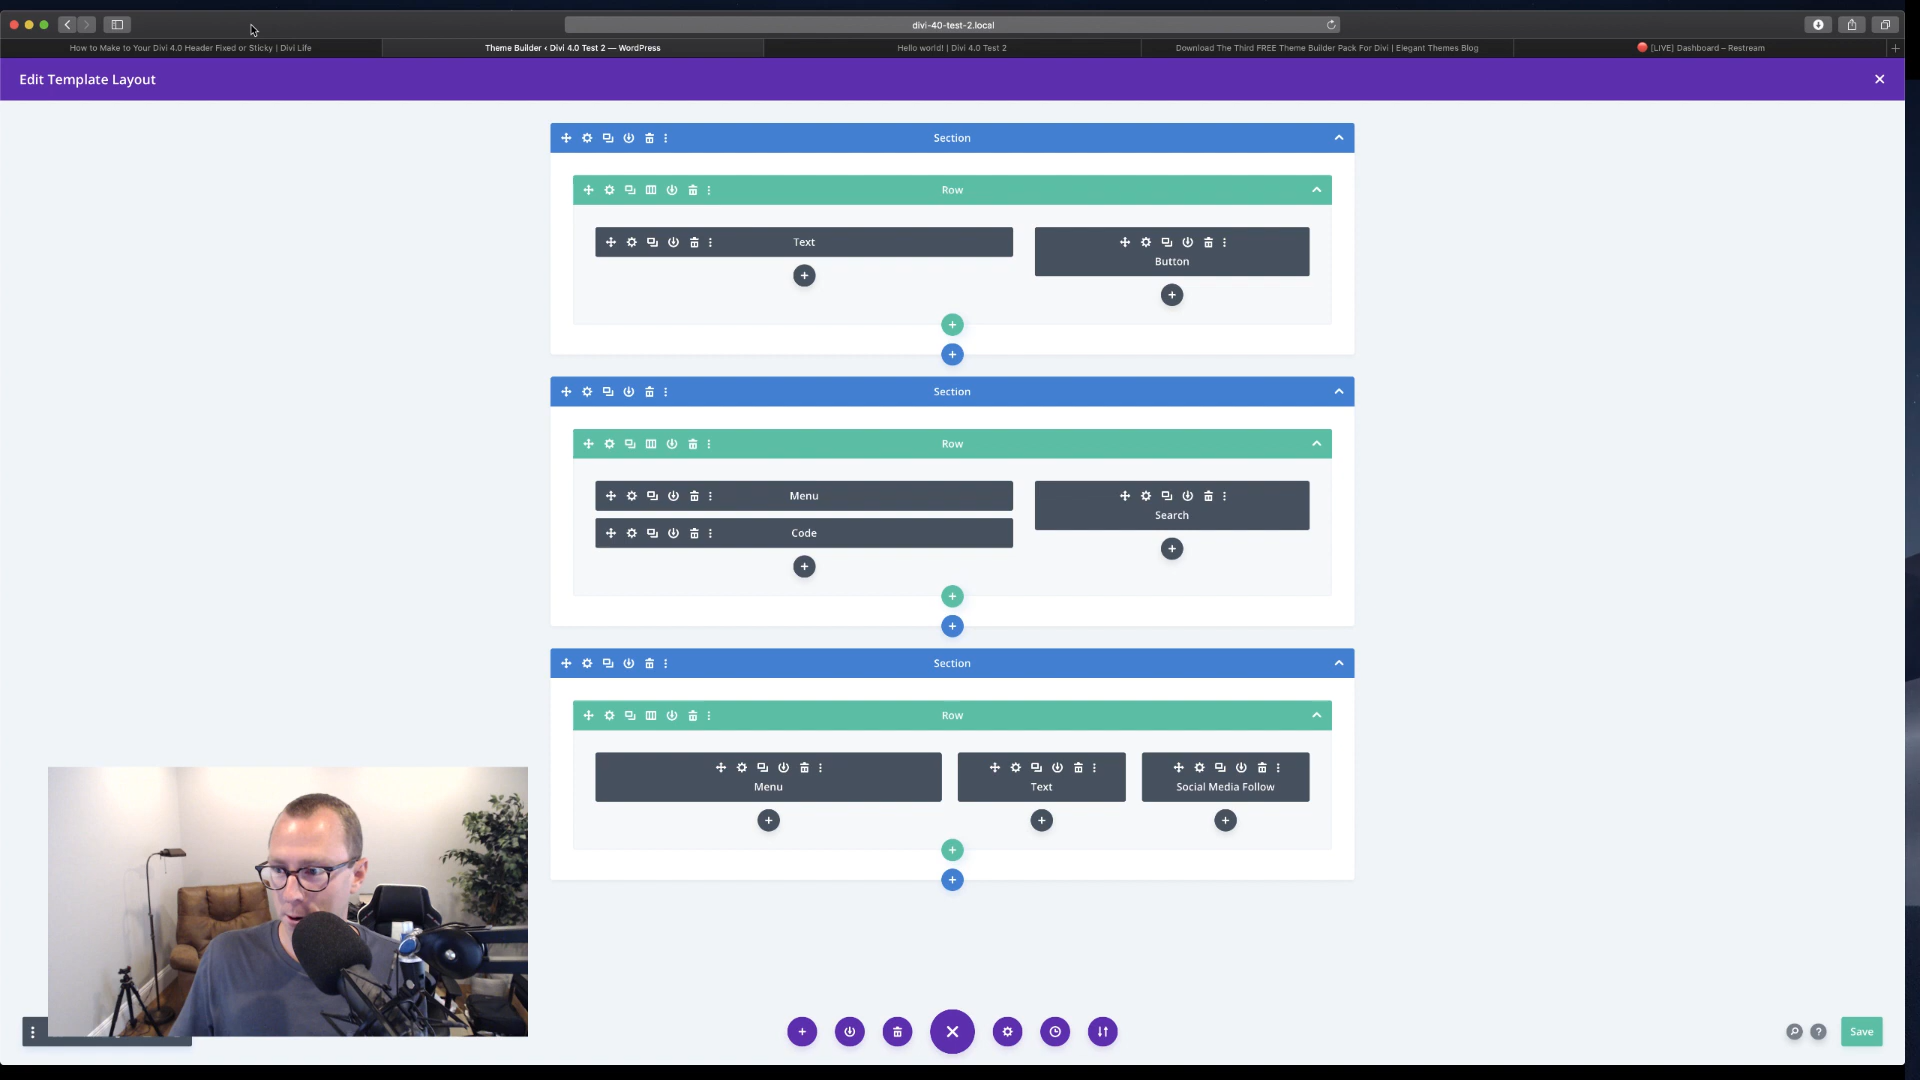 divi-40-test-2.local
How to Make to Your Divi 4.0 Header Fixed or Sticky | Divi Life
Theme Builder ‹ Divi 4.0 Test 2 — WordPress
Hello world! | Divi 4.0 Test 2
Download The Third FREE Theme Builder Pack For Divi | Elegant Themes Blog
[LIVE] Dashboard – Restream
Edit Template Layout
Section
Row
Text
Button
Section
Row
Menu
Search
Code
Section
Row
Menu
Text
Social Media Follow
Save